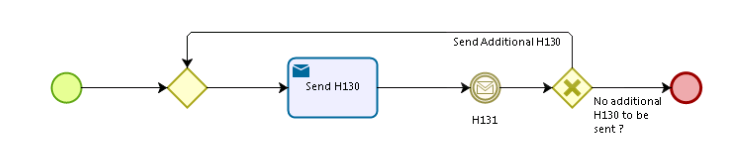 Send Additional H130
Send H130
H131
No additional
H130 to be
sent ?